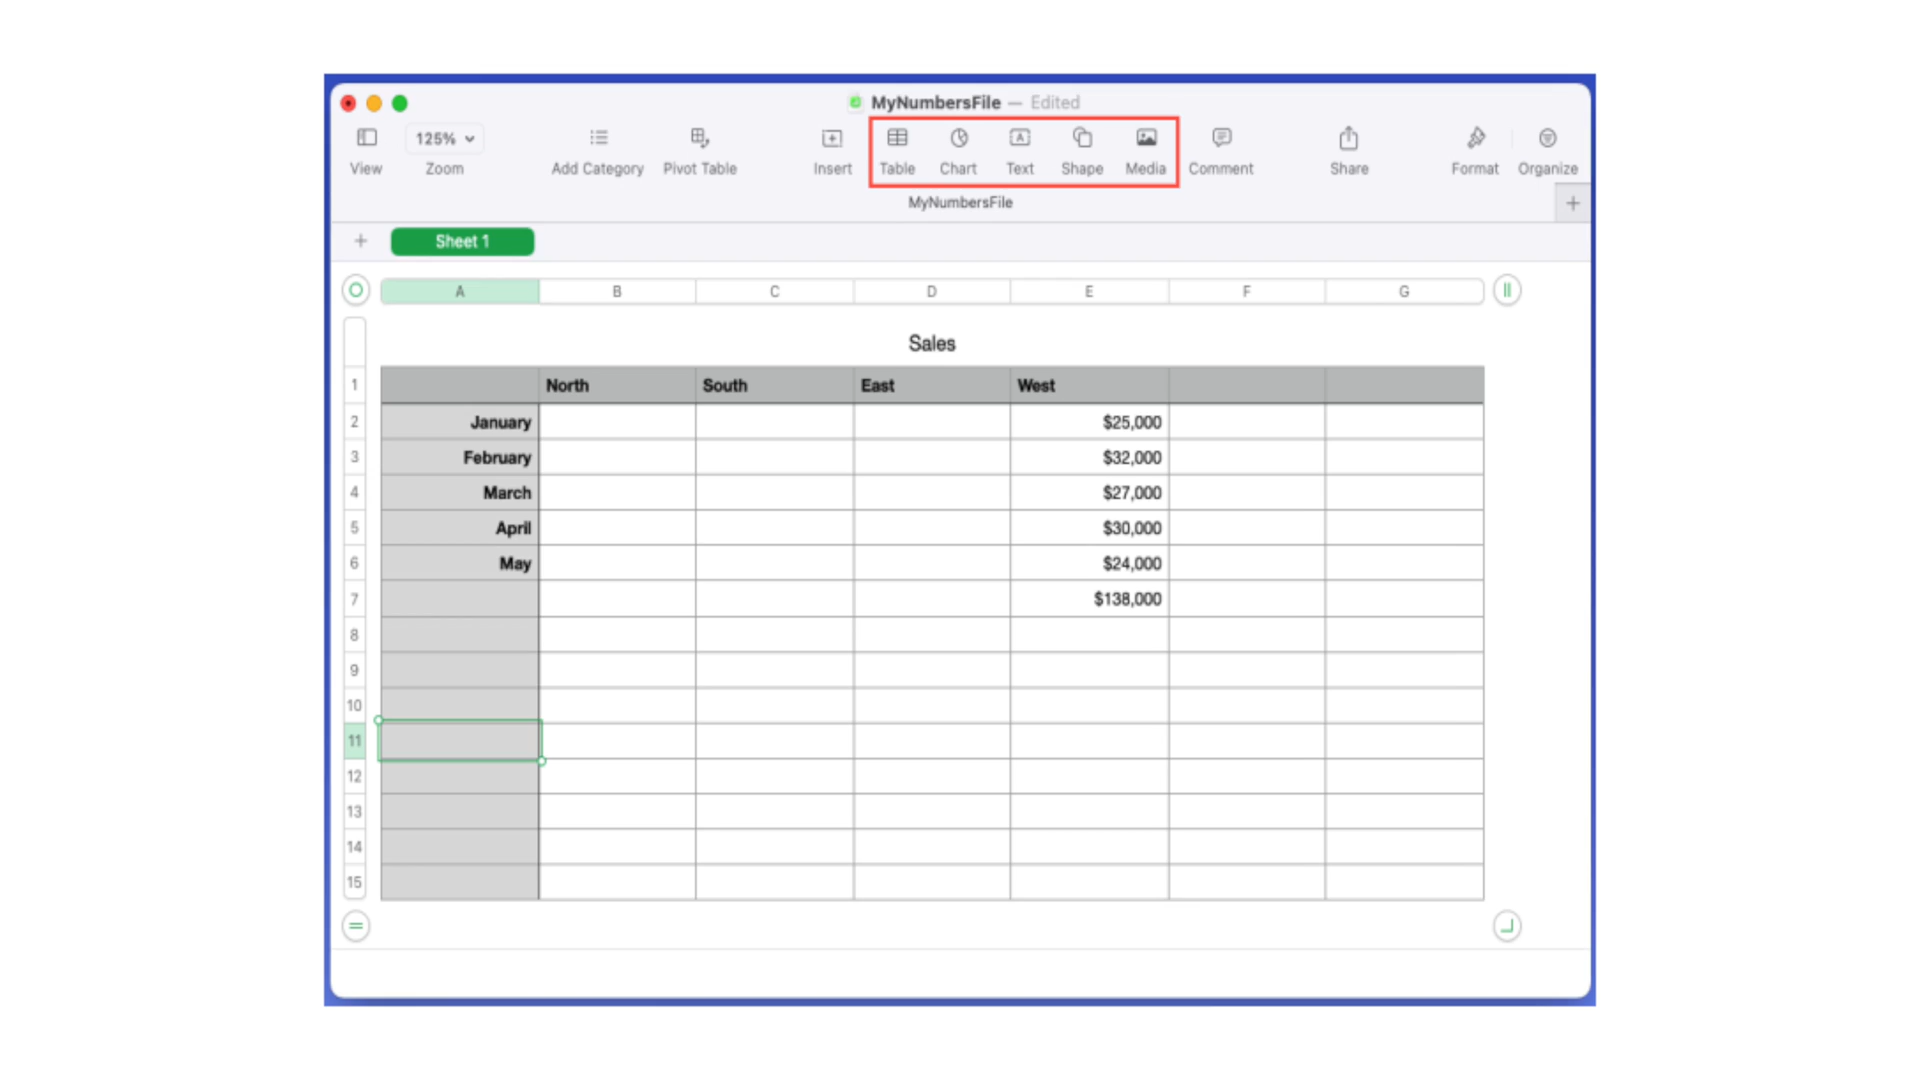 MyNumbersFile — Edited
125%
View Zoom Add Category Pivot Table Insert Table Chart Text Shape Media Comment Share Format Organize
MyNumbersFile +
+ Sheet 1
A B C D E F G
Sales
1 North South East West
2 January $25,000
3 February $32,000
4 March $27,000
5 April $30,000
6 May $24,000
7 $138,000
8
9
10
11
12
13
14
15